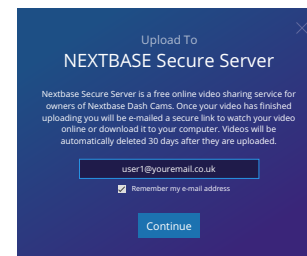 Upload To
NEXTBASE Secure Server
Nextbase Secure Server is a free online video sharing service for
owners of Nextbase Dash Cams. Once your video has finished
uploading you will be e-mailed a secure link to watch your video
online or download it to your computer. Videos will be
automatically deleted 30 days after they are uploaded.
user1@youremail.co.uk
Remember my e-mail address
Continue